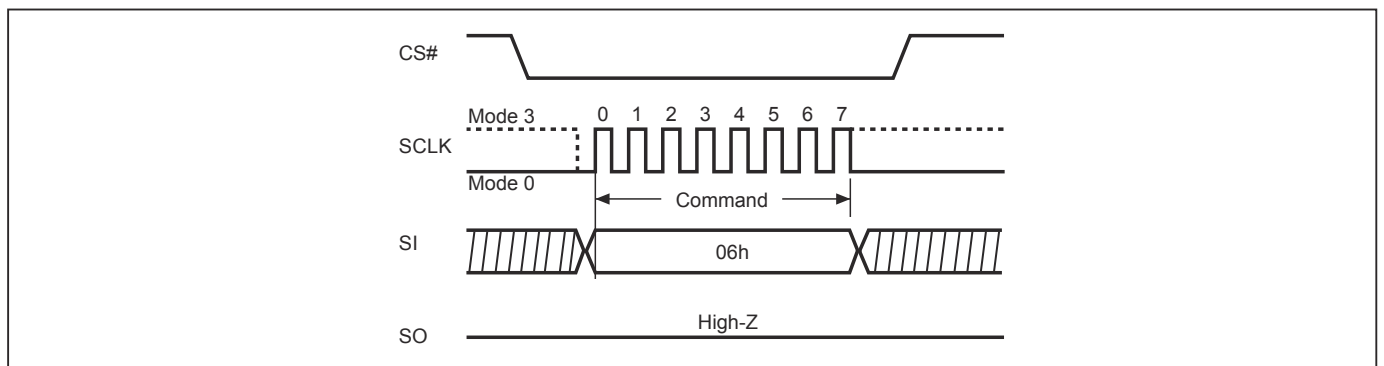 CS#
Mode 3 0 1 2 3 4 5 6 7
SCLK
Mode 0
Command
SI
06h
High-Z
SO